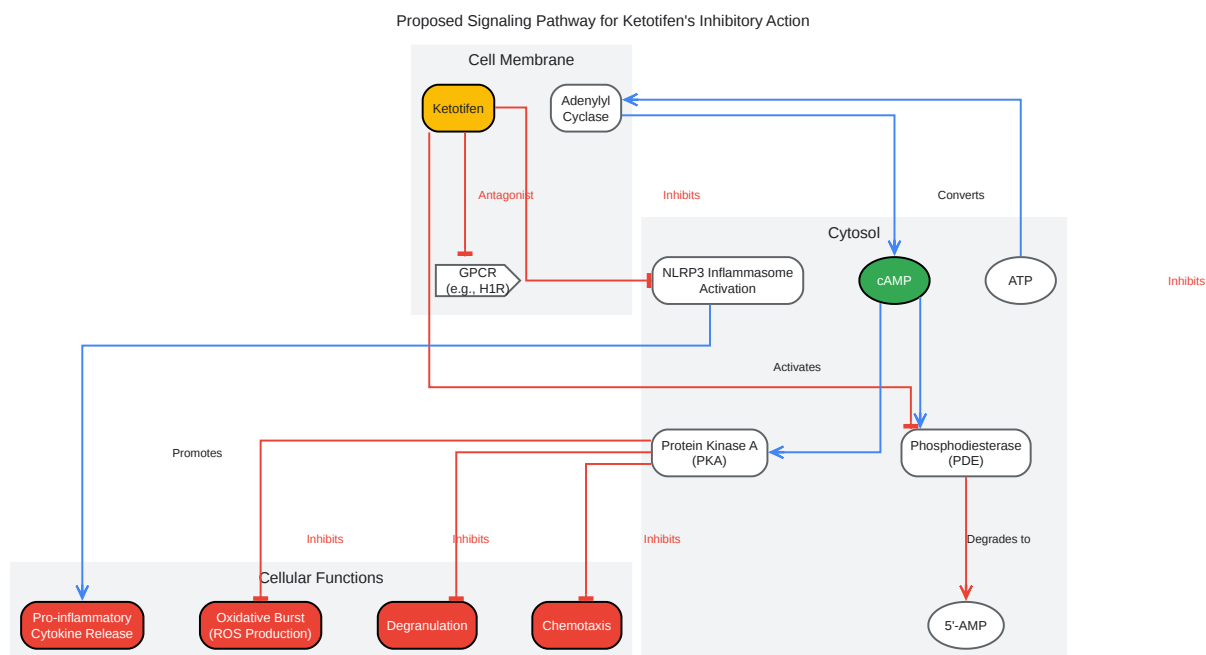 Proposed Signaling Pathway for Ketotifen's Inhibitory Action
Cell Membrane
Ketotifen
Adenylyl
Cyclase
Antagonist
Inhibits
Converts
Cytosol
GPCR
(e.g., H1R)
NLRP3 Inflammasome
Activation
cAMP
ATP
Inhibits
Activates
Protein Kinase A
(PKA)
Phosphodiesterase
(PDE)
Promotes
Inhibits
Inhibits
Inhibits
Degrades to
Cellular Functions
Pro-inflammatory
Cytokine Release
Oxidative Burst
(ROS Production)
Degranulation
Chemotaxis
5'-AMP